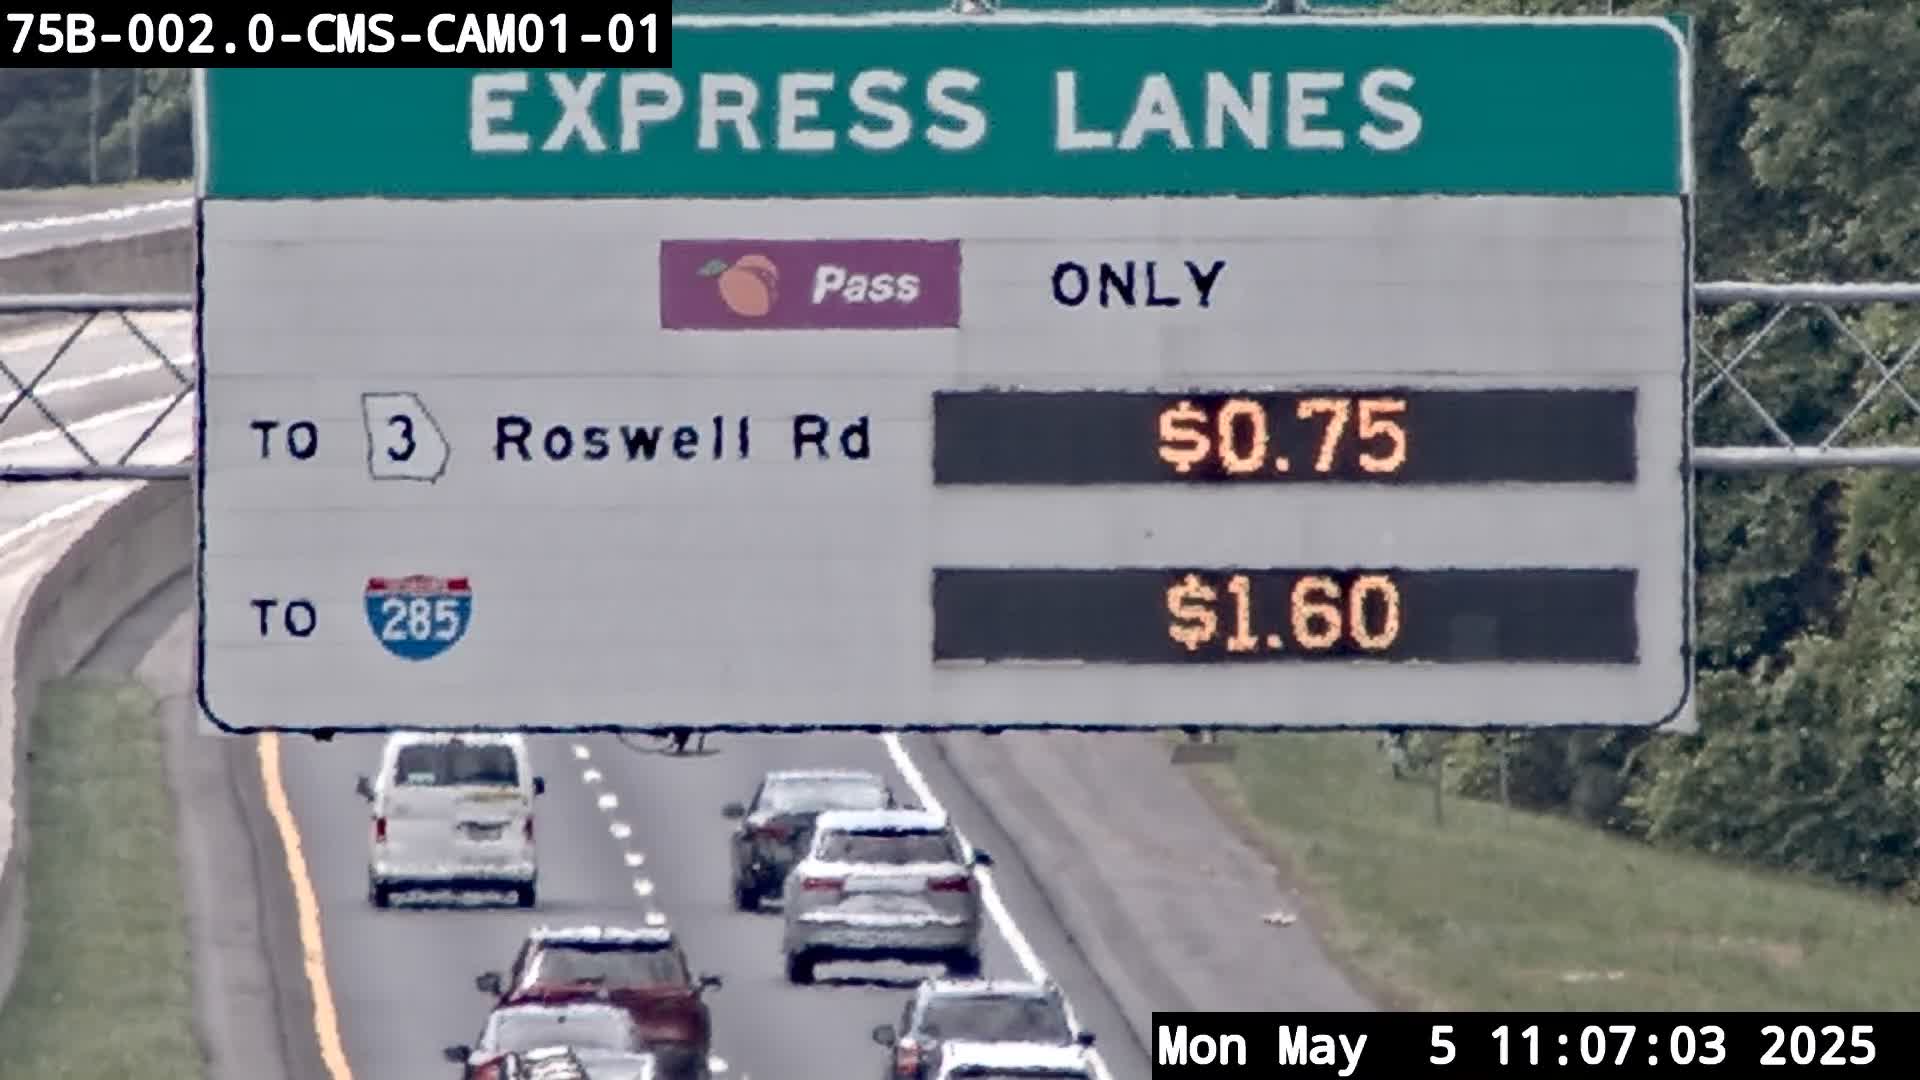 75B-002.0-CMS-CAM01-01
EXPRESS LANES
Pass ONLY
TO 3 Roswell Rd $0.75
TO 285 $1.60
Mon May 5 11:07:03 2025